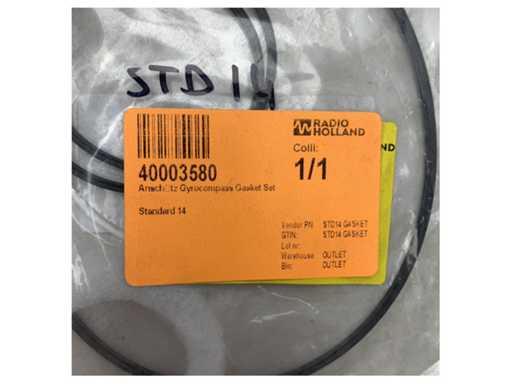 STD 14
RADIO
HOLLAND
Colli:
1/1
40003580
Anschütz Gyrocompass Gasket Set
Standard 14
Vendor PN: STD14 GASKET
GTIN: STD14 GASKET
Lot nr:
Warehouse: OUTLET
Bin: OUTLET
ND